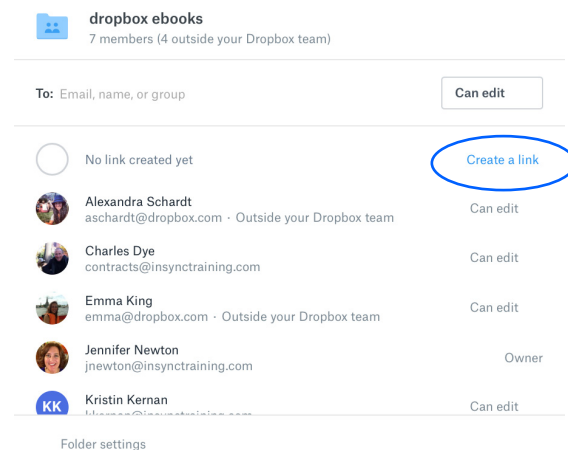 dropbox ebooks
7 members (4 outside your Dropbox team)
To: Email, name, or group
Can edit
No link created yet
Create a link
Alexandra Schardt
aschardt@dropbox.com · Outside your Dropbox team
Can edit
Charles Dye
contracts@insynctraining.com
Can edit
Emma King
emma@dropbox.com · Outside your Dropbox team
Can edit
Jennifer Newton
jnewton@insynctraining.com
Owner
KK
Kristin Kernan
Can edit
Folder settings